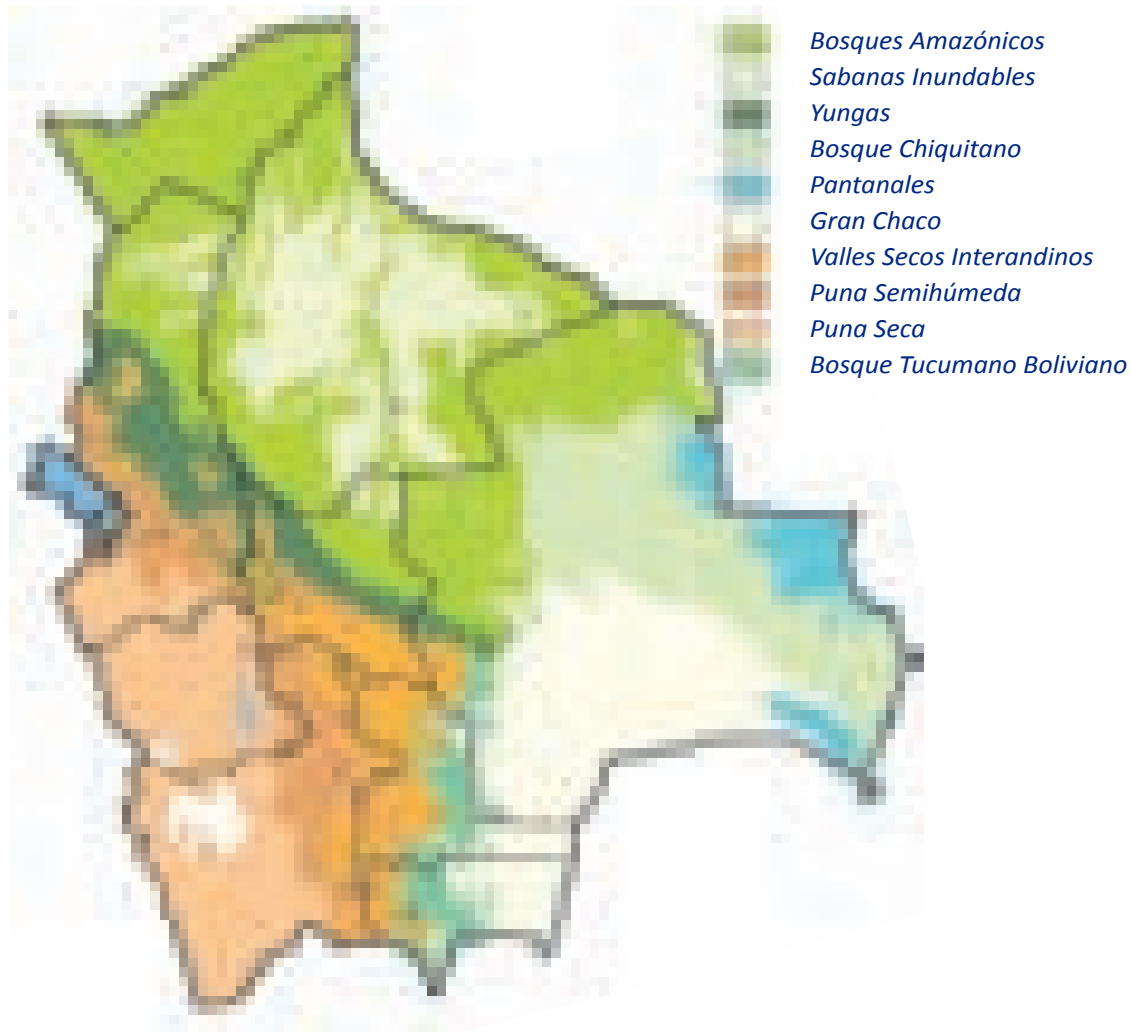 Bosques Amazónicos
Sabanas Inundables
Yungas
Bosque Chiquitano
Pantanales
Gran Chaco
Valles Secos Interandinos
Puna Semihúmeda
Puna Seca
Bosque Tucumano Boliviano